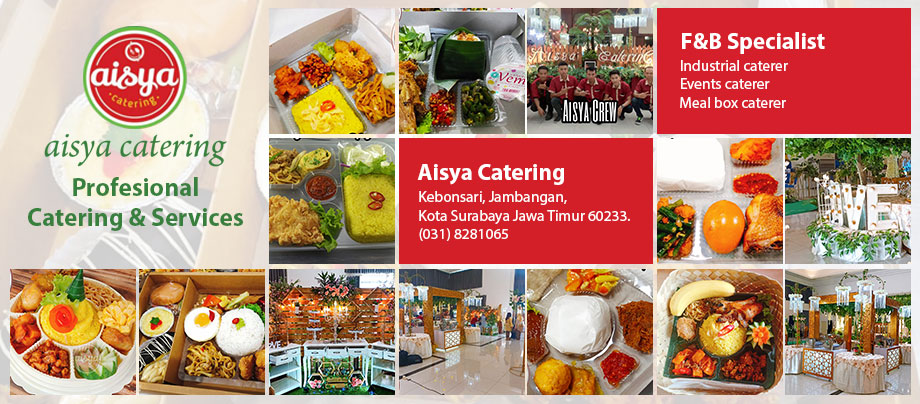 aisya
catering
aisya catering
Profesional
Catering & Services
AISYA CREW
F&B Specialist
Industrial caterer
Events caterer
Meal box caterer
Aisya Catering
Kebonsari, Jambangan,
Kota Surabaya Jawa Timur 60233.
(031) 8281065